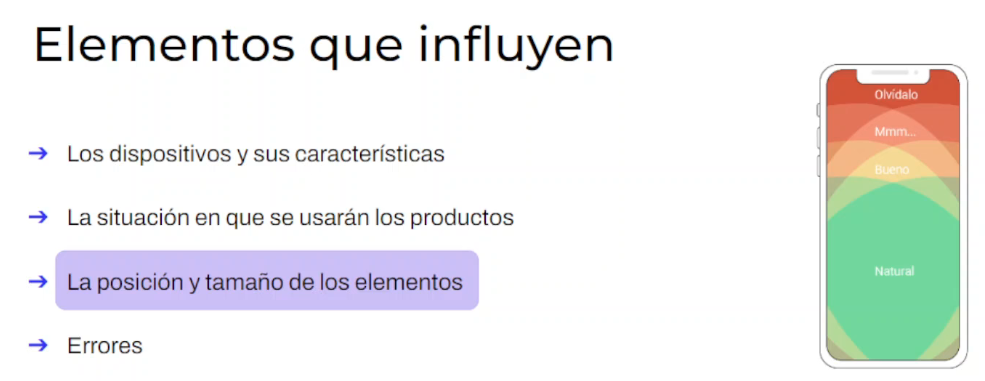 Elementos que influyen
→ Los dispositivos y sus características
→ La situación en que se usarán los productos
→ La posición y tamaño de los elementos
→ Errores
Olvídalo
Mmm...
Bueno
Natural